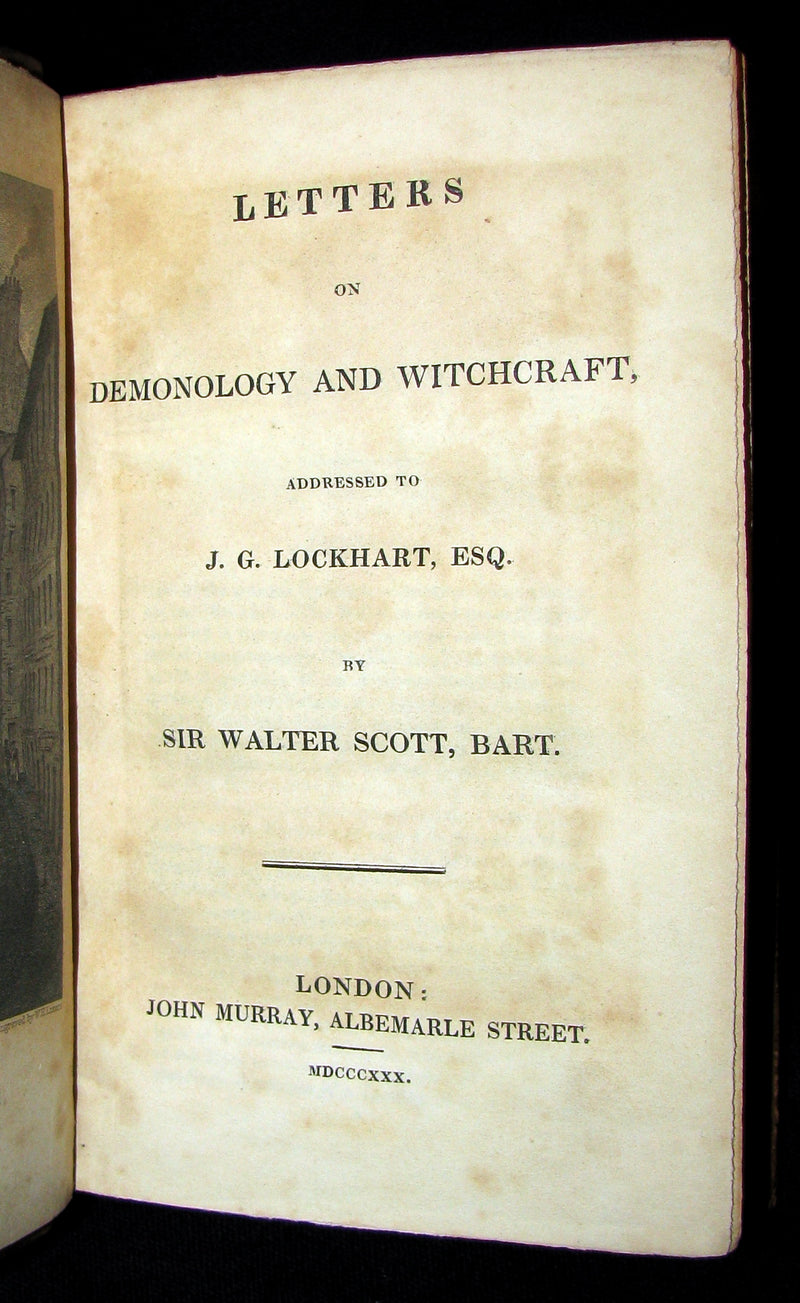 LETTERS
ON
DEMONOLOGY AND WITCHCRAFT,
ADDRESSED TO
J. G. LOCKHART, ESQ.
BY
SIR WALTER SCOTT, BART.
LONDON:
JOHN MURRAY, ALBEMARLE STREET.
MDCCCXXX.